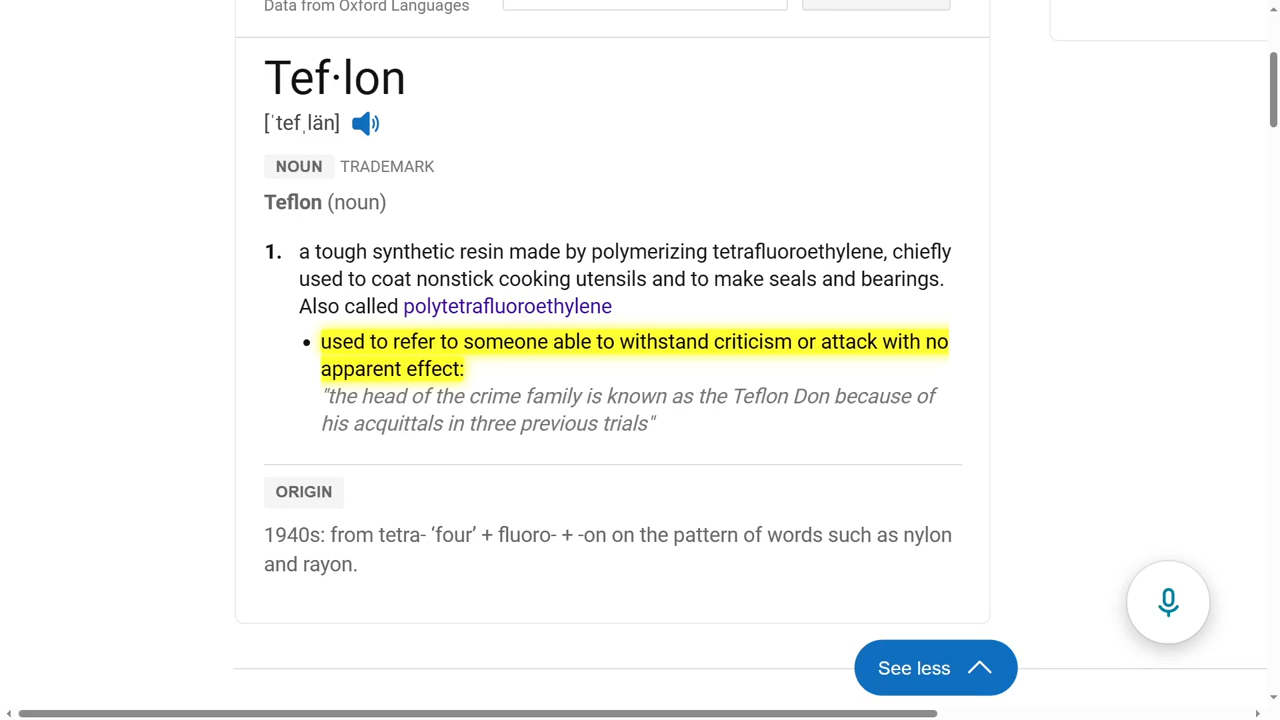 Data from Oxford Languages
Tef·lon
[ˈtefˌlän]
NOUN TRADEMARK
Teflon (noun)
1. a tough synthetic resin made by polymerizing tetrafluoroethylene, chiefly
used to coat nonstick cooking utensils and to make seals and bearings.
Also called polytetrafluoroethylene
• used to refer to someone able to withstand criticism or attack with no
apparent effect:
"the head of the crime family is known as the Teflon Don because of
his acquittals in three previous trials"
ORIGIN
1940s: from tetra- ‘four’ + fluoro- + -on on the pattern of words such as nylon
and rayon.
See less